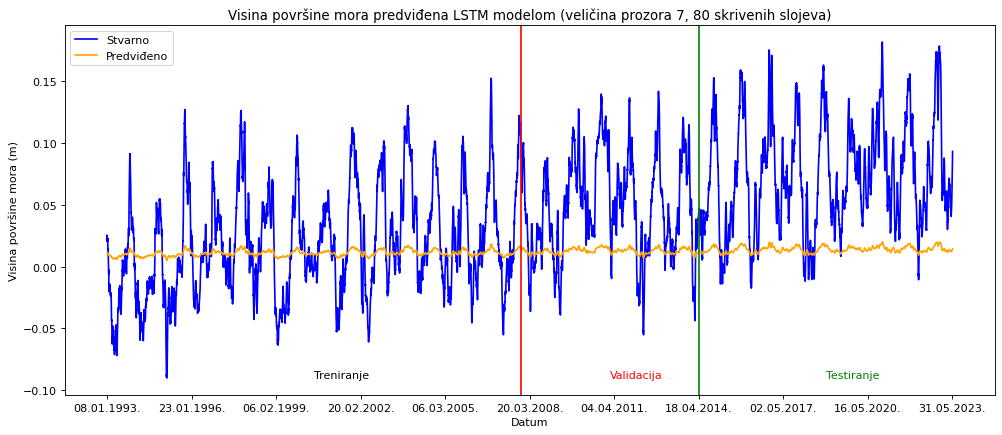 Visina površine mora predviđena LSTM modelom (veličina prozora 7, 80 skrivenih slojeva)
Stvarno
Predviđeno
Visina površine mora (m)
0.15
0.10
0.05
0.00
−0.05
−0.10
Treniranje
Validacija
Testiranje
08.01.1993.
23.01.1996.
06.02.1999.
20.02.2002.
06.03.2005.
20.03.2008.
04.04.2011.
18.04.2014.
02.05.2017.
16.05.2020.
31.05.2023.
Datum